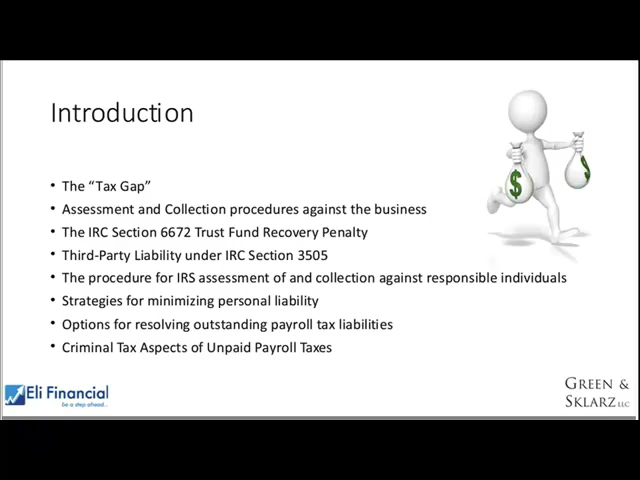 Introduction
• The “Tax Gap”
• Assessment and Collection procedures against the business
• The IRC Section 6672 Trust Fund Recovery Penalty
• Third-Party Liability under IRC Section 3505
• The procedure for IRS assessment of and collection against responsible individuals
• Strategies for minimizing personal liability
• Options for resolving outstanding payroll tax liabilities
• Criminal Tax Aspects of Unpaid Payroll Taxes
$ $
Eli Financial
be a step ahead...
GREEN &
SKLARZ LLC